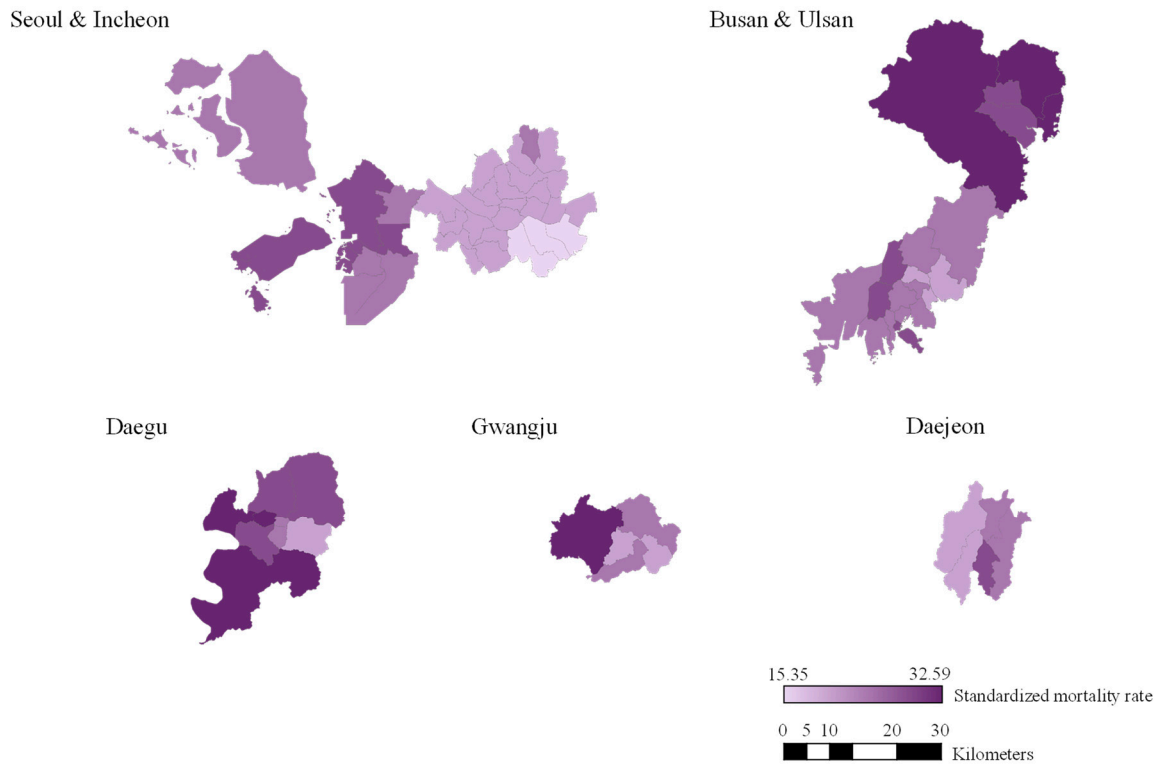 Seoul & Incheon
Busan & Ulsan
Daegu
Gwangju
Daejeon
15.35 32.59
Standardized mortality rate
0 5 10 20 30
Kilometers